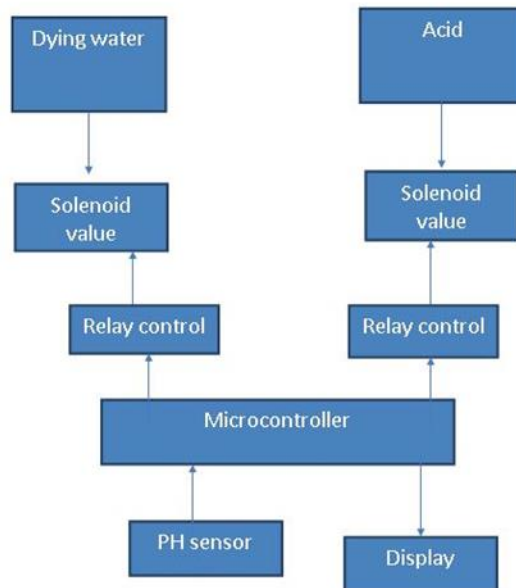 Dying water
Acid
Solenoid
value
Solenoid
value
Relay control
Relay control
Microcontroller
PH sensor
Display